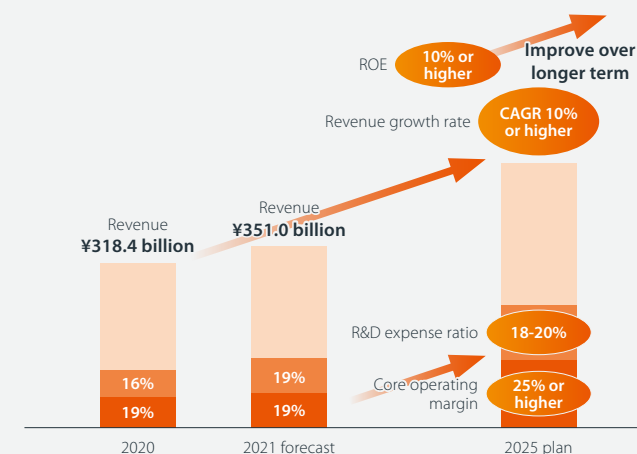 ROE
10% or
higher
Improve over
longer term
Revenue growth rate
CAGR 10%
or higher
Revenue
¥318.4 billion
Revenue
¥351.0 billion
R&D expense ratio
18-20%
Core operating
margin
25% or
higher
16%
19%
19%
19%
2020
2021 forecast
2025 plan